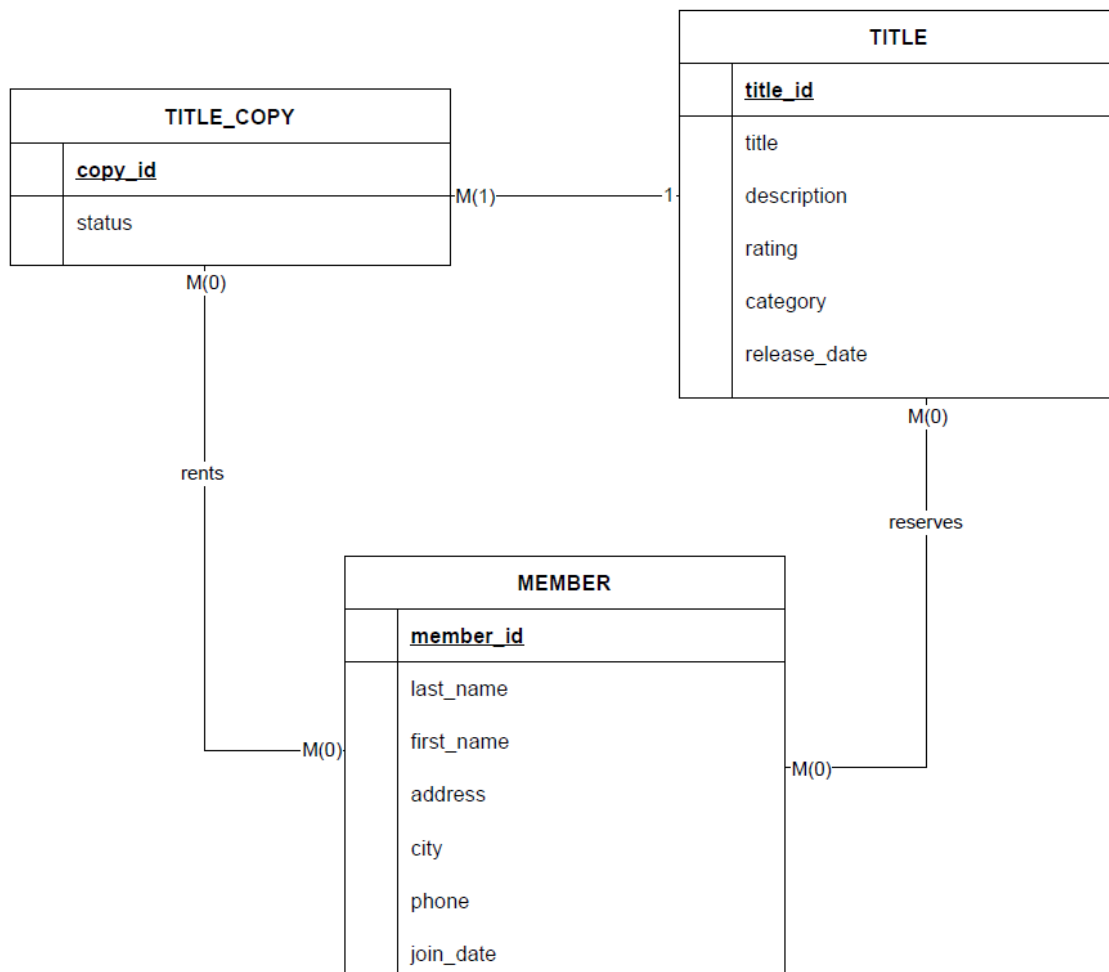 TITLE
title_id
title
description
rating
category
release_date
TITLE_COPY
copy_id
status
M(1)
1
M(0)
M(0)
rents
reserves
MEMBER
member_id
last_name
first_name
address
city
phone
join_date
M(0)
M(0)